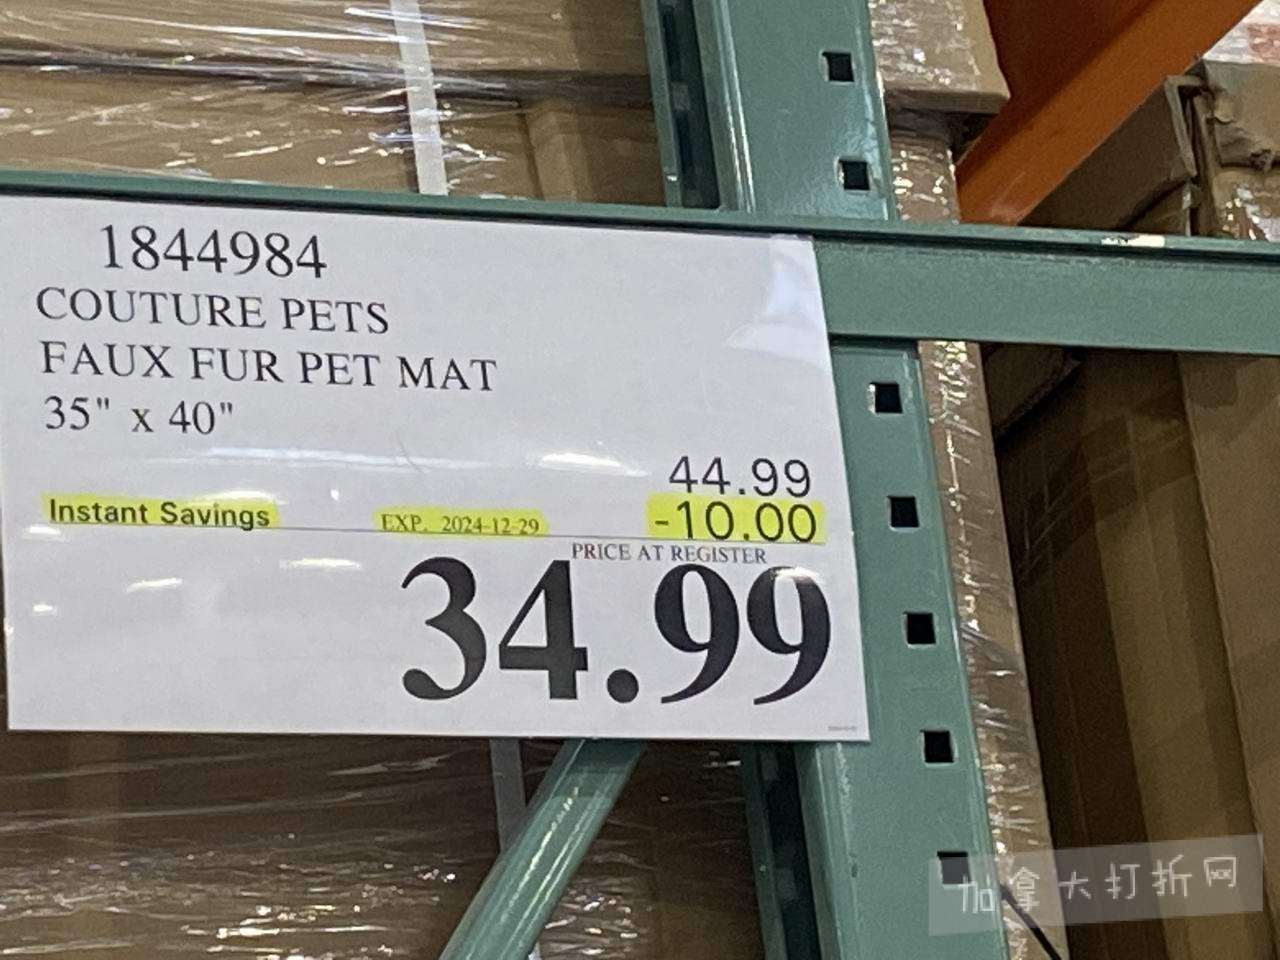 1844984
COUTURE PETS
FAUX FUR PET MAT
35" x 40"
44.99
Instant Savings EXP. 2024-12-29 -10.00
PRICE AT REGISTER
34.99
加拿大打折网